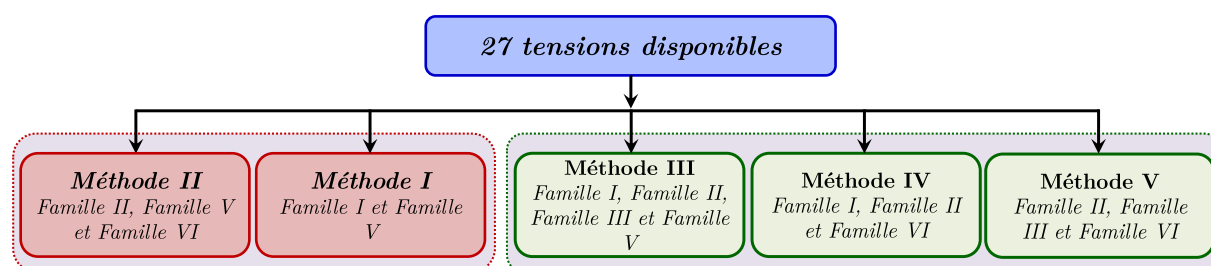 27 tensions disponibles
Méthode II
Famille II, Famille V
et Famille VI
Méthode I
Famille I et Famille
V
Méthode III
Famille I, Famille II,
Famille III et Famille
V
Méthode IV
Famille I, Famille II
et Famille VI
Méthode V
Famille II, Famille
III et Famille VI